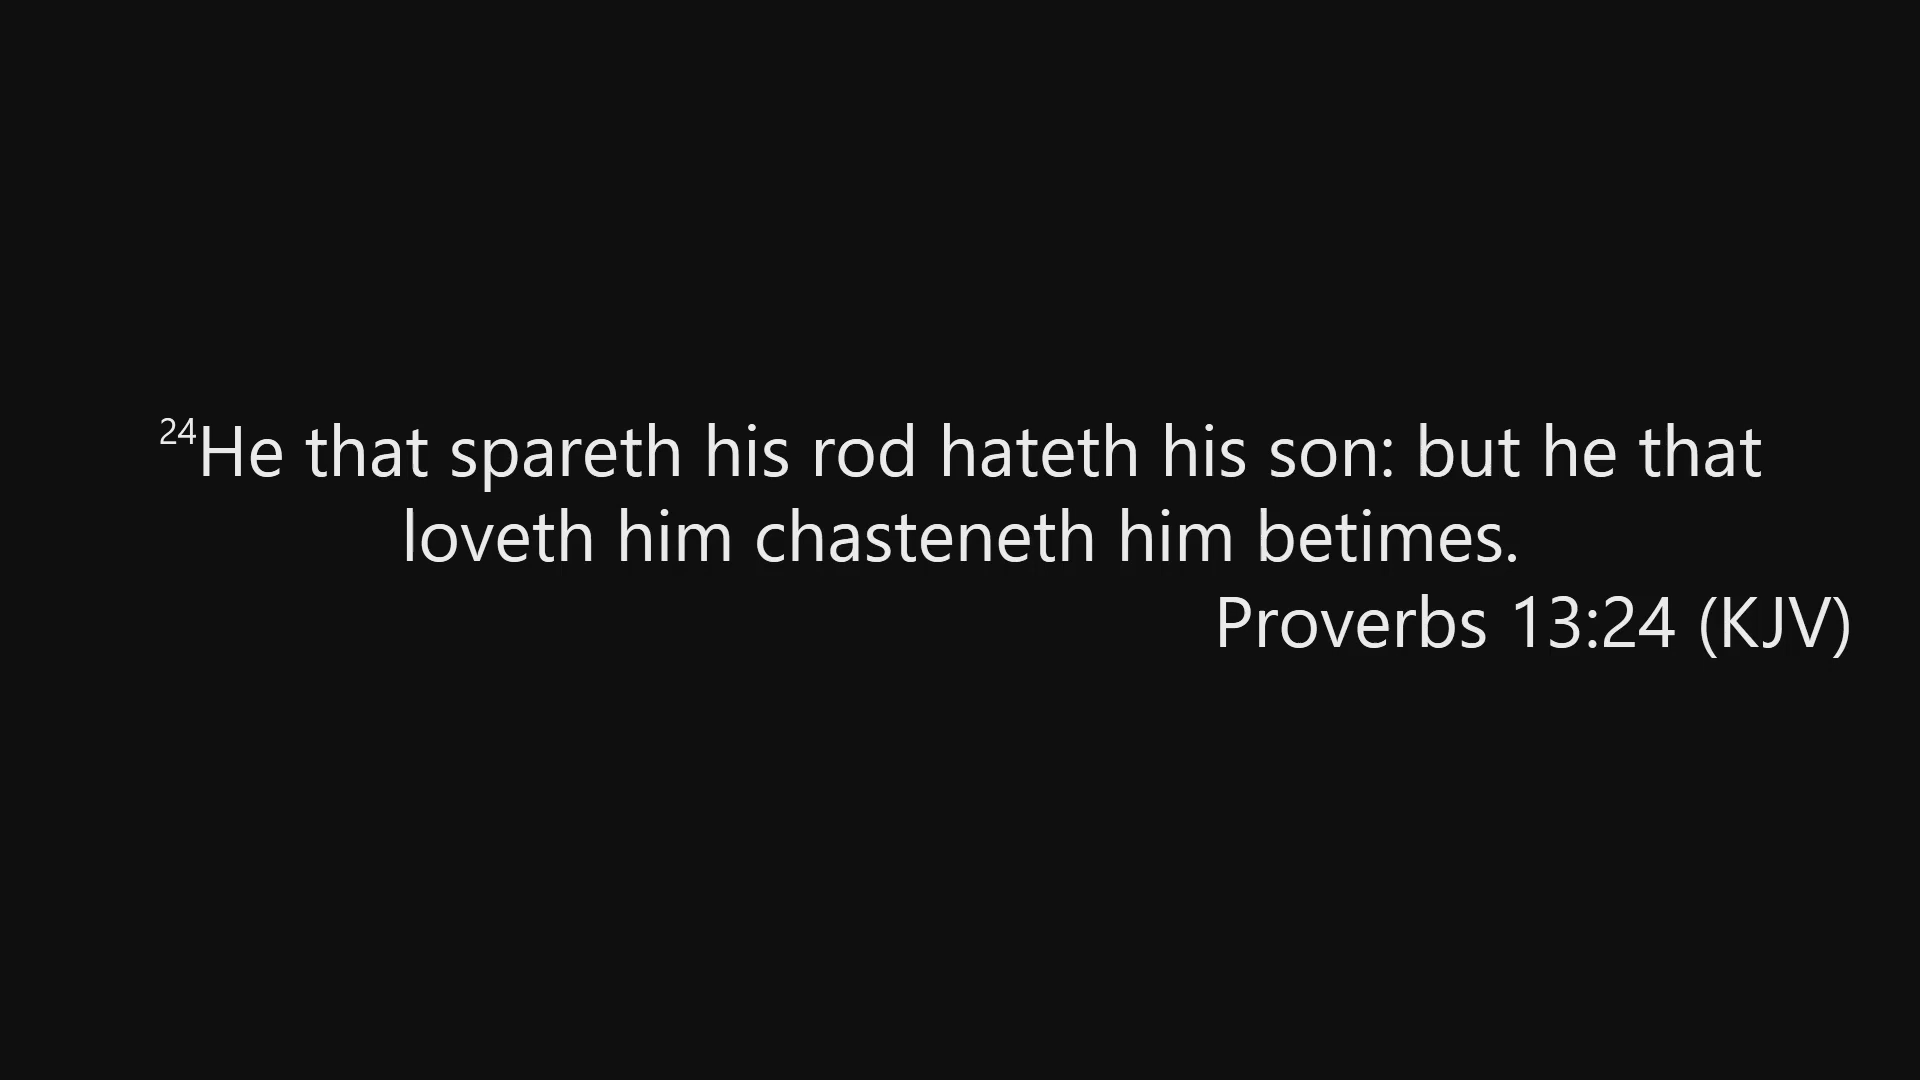 24He that spareth his rod hateth his son: but he that
loveth him chasteneth him betimes.
Proverbs 13:24 (KJV)